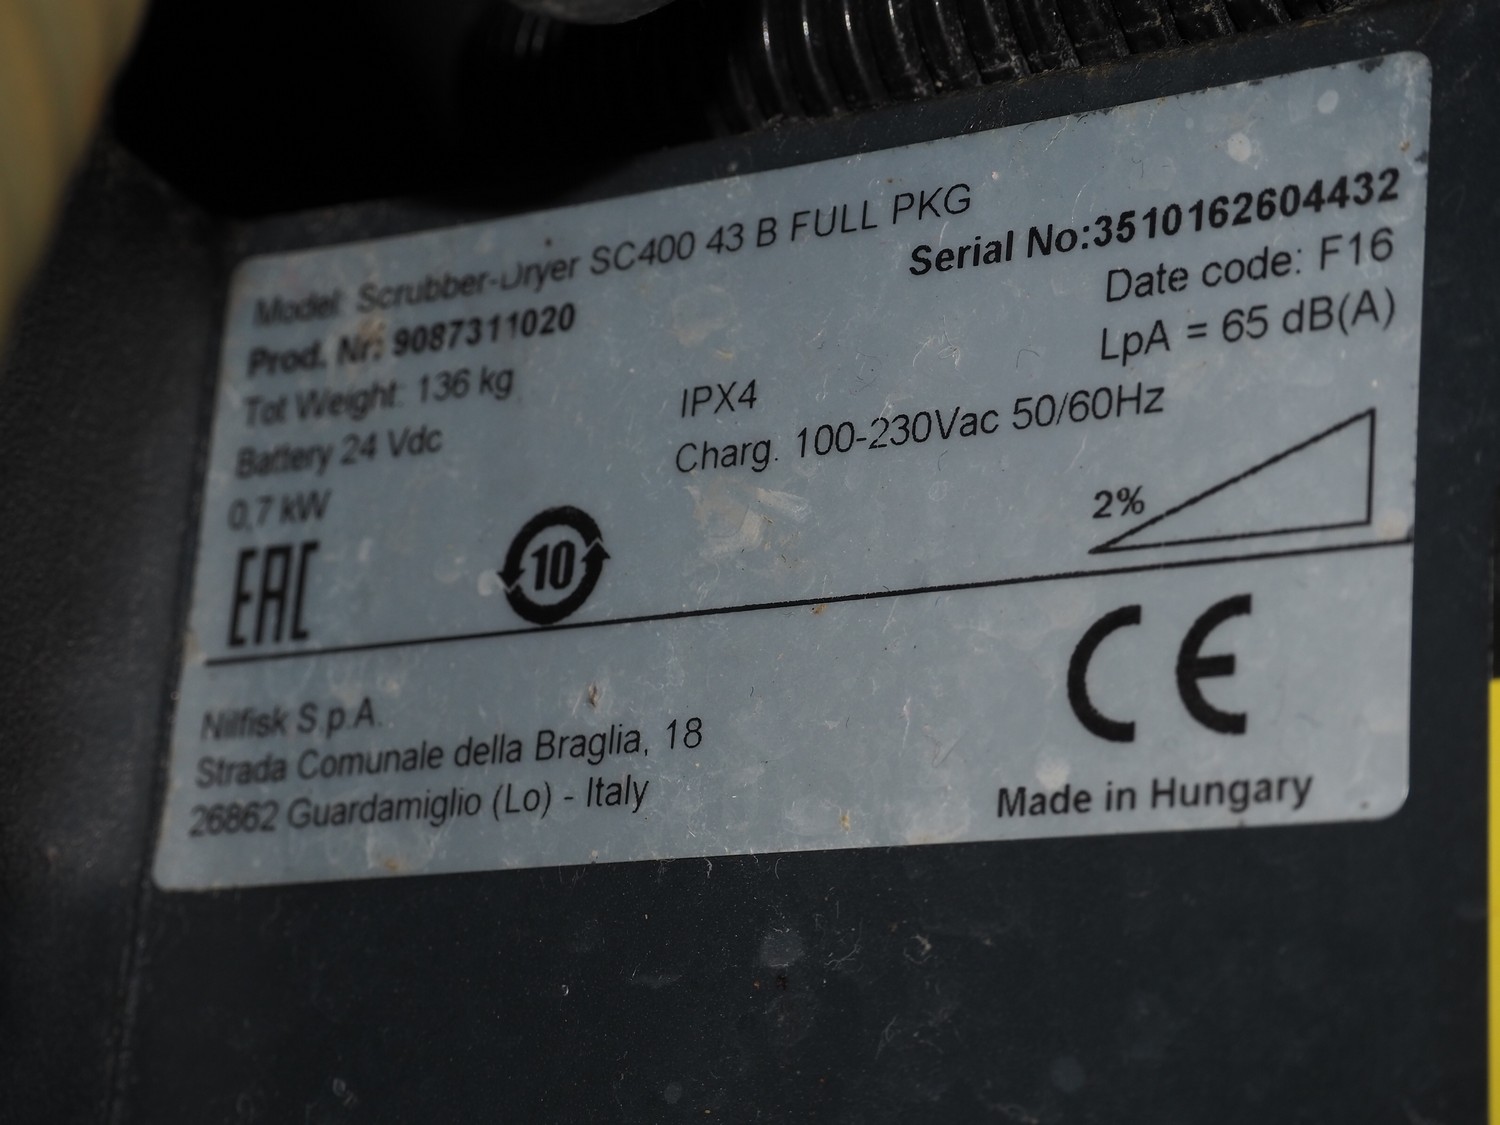 Model: Scrubber-Dryer SC400 43 B FULL PKG
Serial No:3510162604432
Prod. Nr: 9087311020
Date code: F16
Tot Weight: 136 kg
IPX4
LpA = 65 dB(A)
Battery 24 Vdc
Charg. 100-230Vac 50/60Hz
0,7 kW
2%
EAC
10
CE
Nilfisk S.p.A.
Strada Comunale della Braglia, 18
26862 Guardamiglio (Lo) - Italy
Made in Hungary